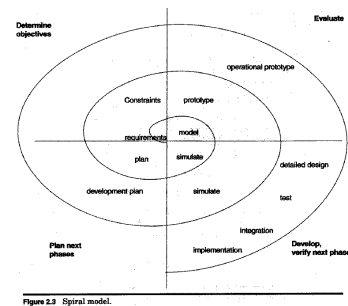 Determine
objectives
Evaluate
operational prototype
Constraints
prototype
requirements
model
plan
simulate
detailed design
development plan
simulate
test
integration
Plan next
phases
implementation
Develop,
verify next phase
Figure 2.3 Spiral model.